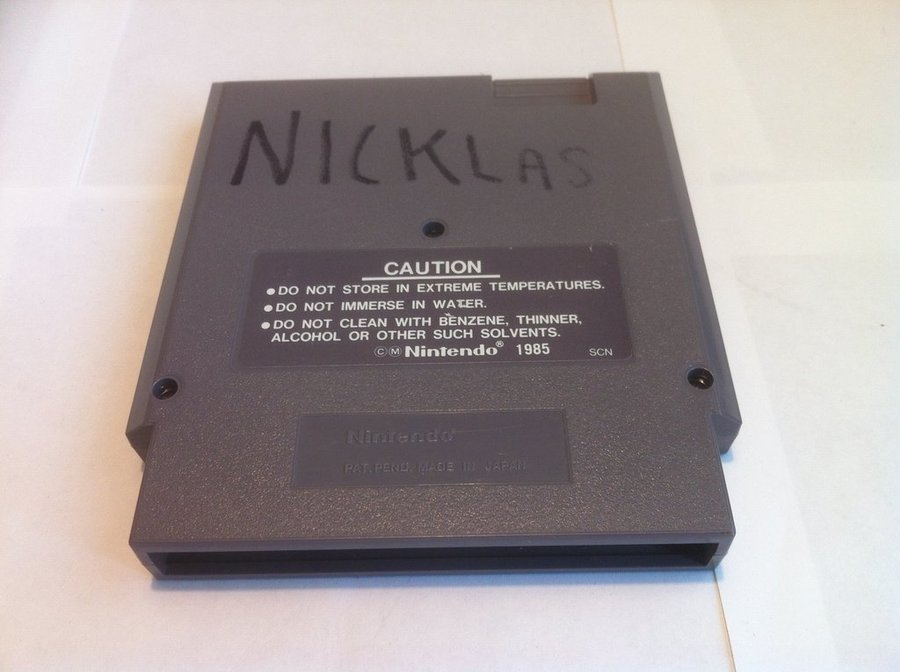 NICKLAS
CAUTION
● DO NOT STORE IN EXTREME TEMPERATURES.
● DO NOT IMMERSE IN WATER.
● DO NOT CLEAN WITH BENZENE, THINNER,
ALCOHOL OR OTHER SUCH SOLVENTS.
ⒸⓂ Nintendo® 1985 SCN
Nintendo
PAT. PEND. MADE IN JAPAN